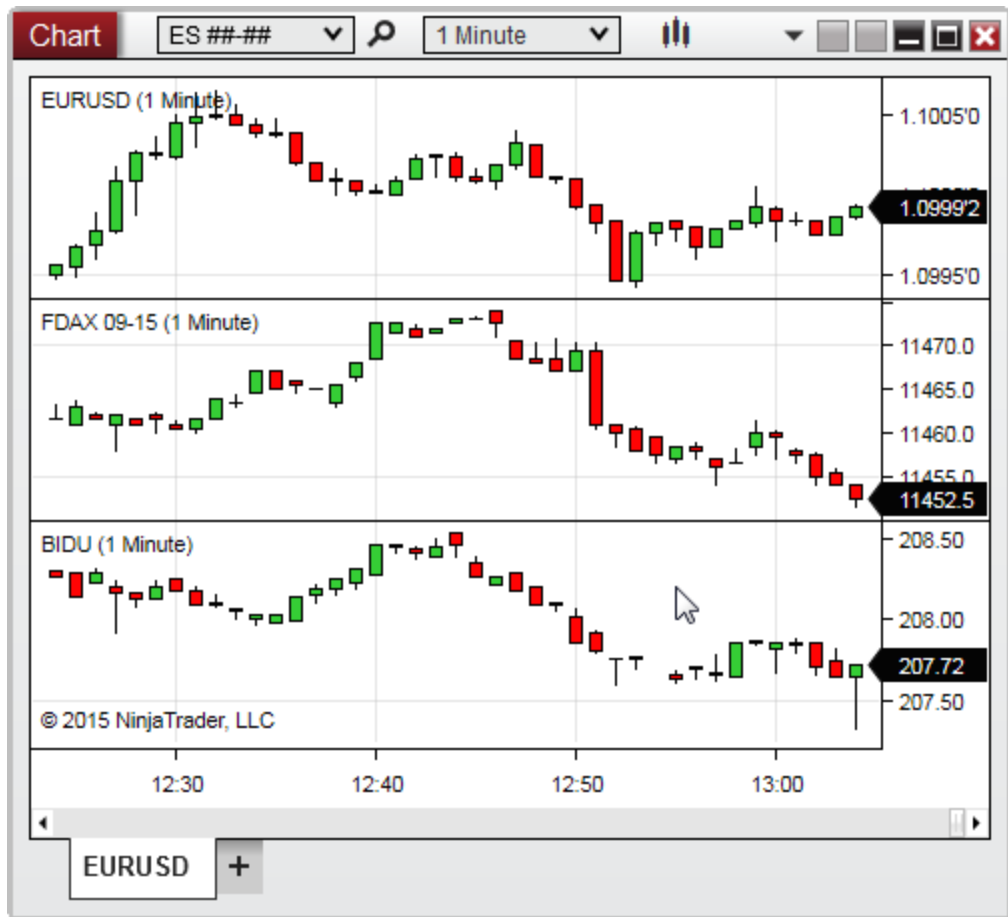 Chart ES ##-## 1 Minute
EURUSD (1 Minute)
1.1005'0
1.0999'2
1.0995'0
FDAX 09-15 (1 Minute)
11470.0
11465.0
11460.0
11455.0
11452.5
BIDU (1 Minute)
208.50
208.00
207.72
207.50
© 2015 NinjaTrader, LLC
12:30 12:40 12:50 13:00
EURUSD +